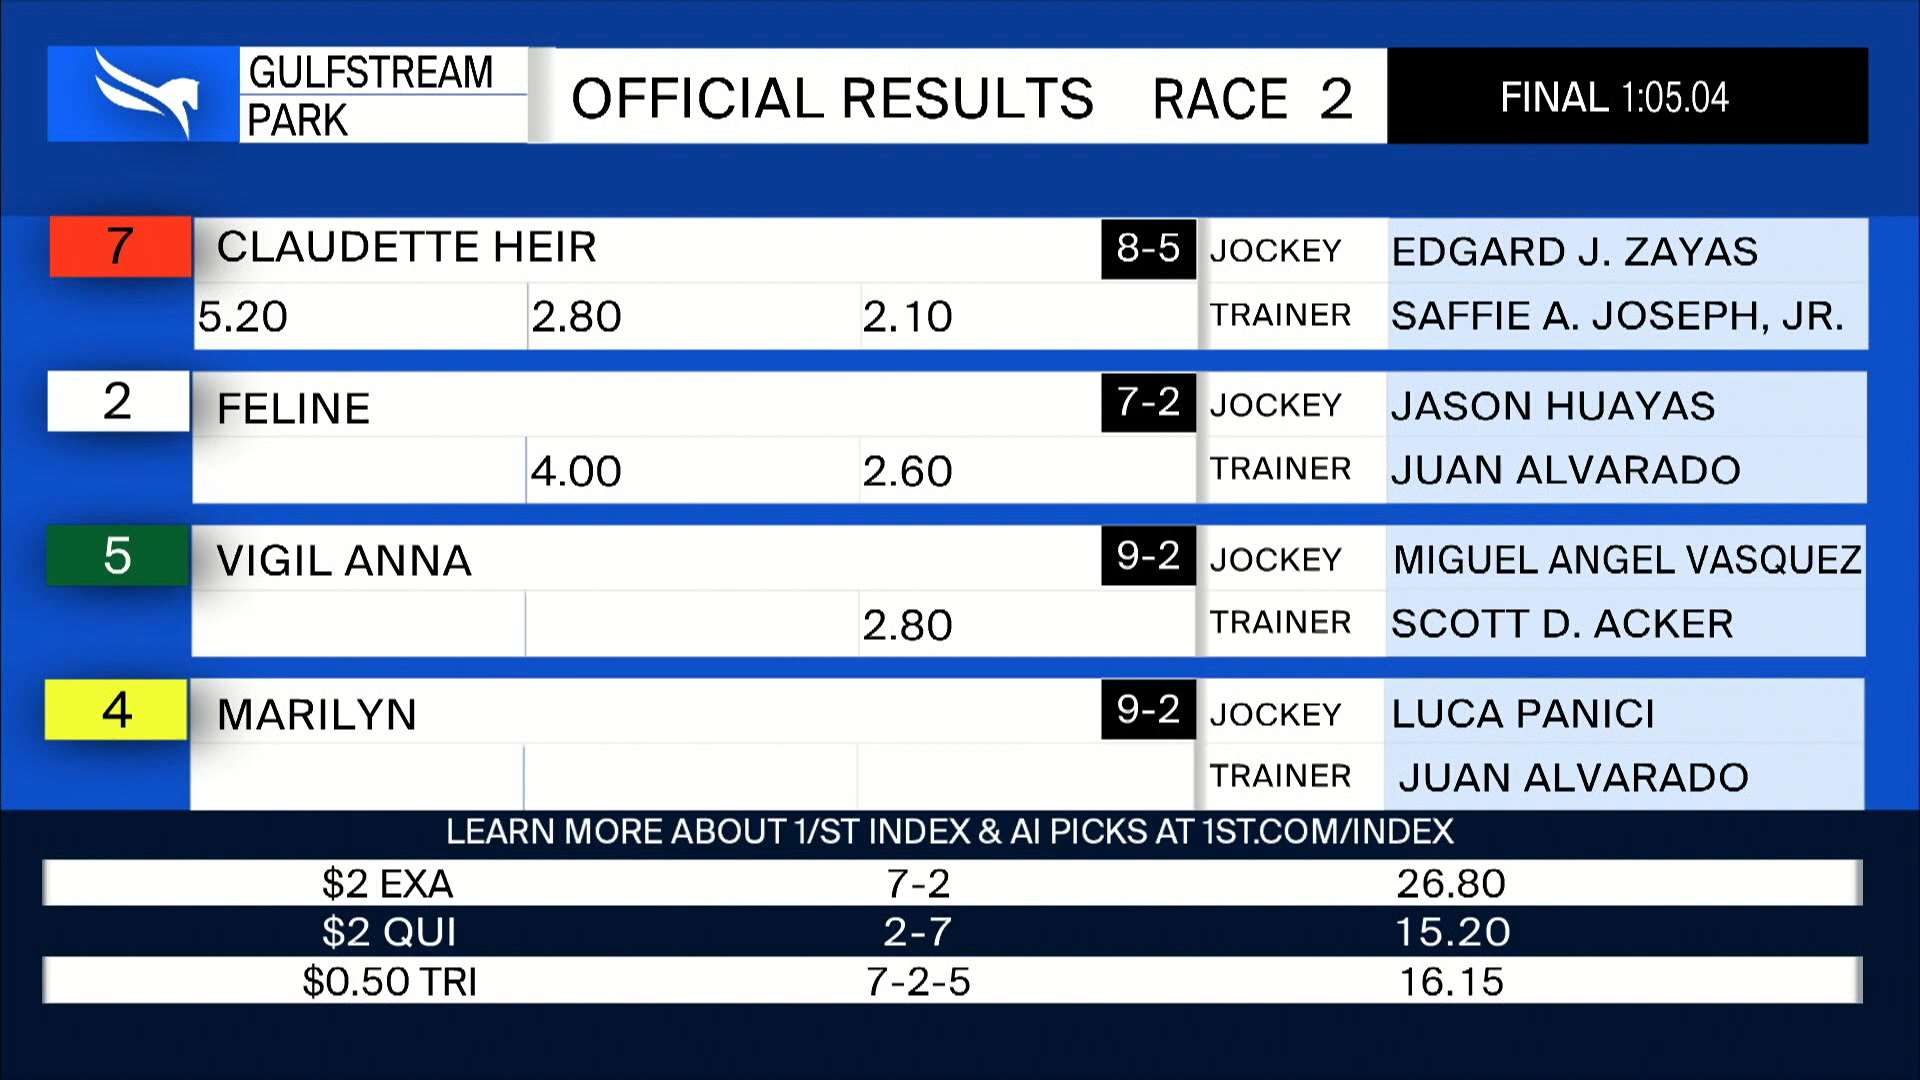 GULFSTREAM
PARK
OFFICIAL RESULTS RACE 2
FINAL 1:05.04
7 CLAUDETTE HEIR 8-5 JOCKEY EDGARD J. ZAYAS
5.20 2.80 2.10 TRAINER SAFFIE A. JOSEPH, JR.
2 FELINE 7-2 JOCKEY JASON HUAYAS
4.00 2.60 TRAINER JUAN ALVARADO
5 VIGIL ANNA 9-2 JOCKEY MIGUEL ANGEL VASQUEZ
2.80 TRAINER SCOTT D. ACKER
4 MARILYN 9-2 JOCKEY LUCA PANICI
TRAINER JUAN ALVARADO
LEARN MORE ABOUT 1/ST INDEX & AI PICKS AT 1ST.COM/INDEX
$2 EXA 7-2 26.80
$2 QUI 2-7 15.20
$0.50 TRI 7-2-5 16.15